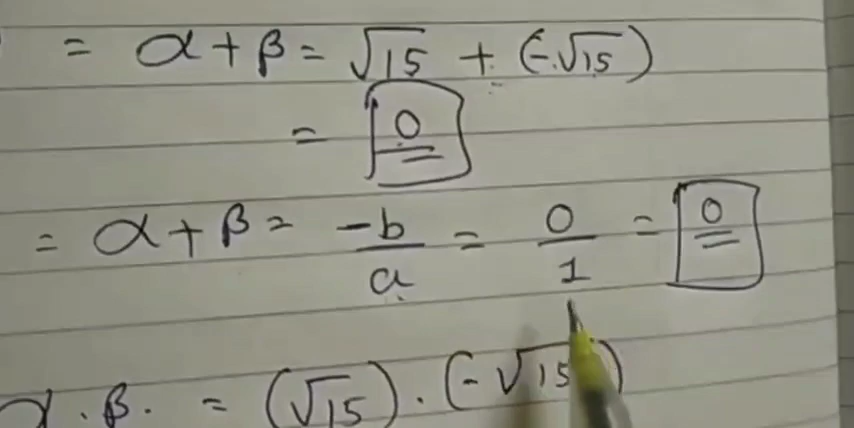 = α + β = √15 + (-√15)
= 0
= α + β = -b/a = 0/1 = 0
α . β . = (√15) . (-√15)